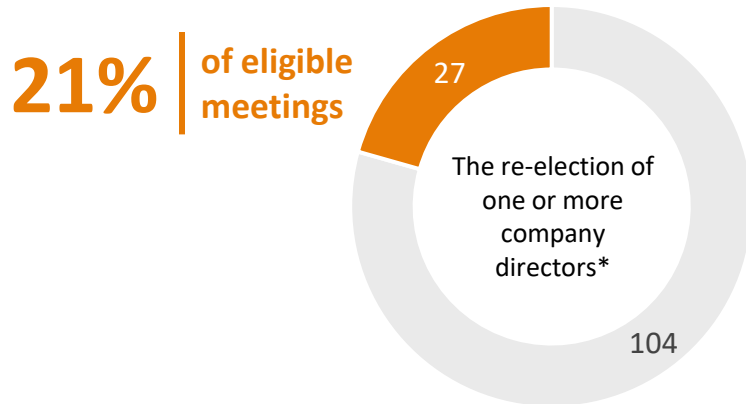 21%
of eligible
meetings
27
The re-election of
one or more
company
directors*
104